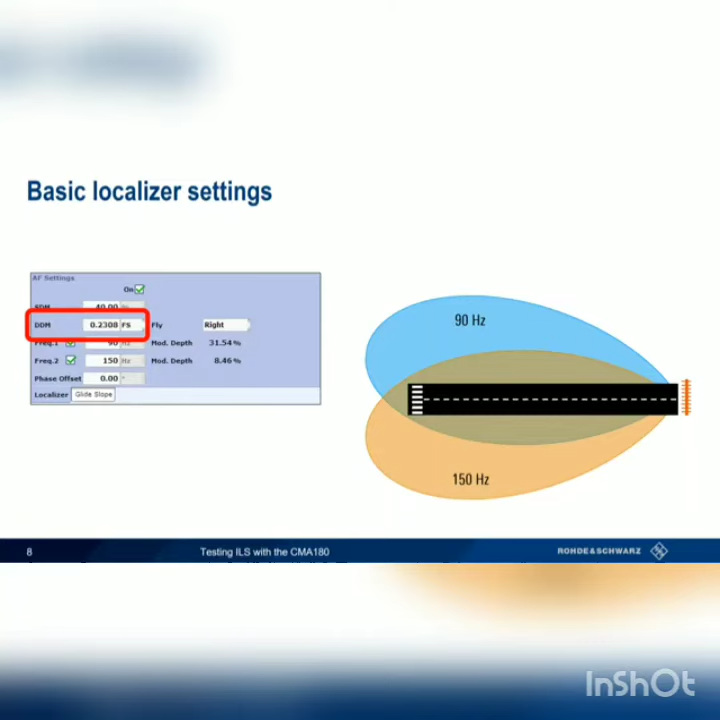 Basic localizer settings
AF Settings
On
SDM 40.00 %
DDM 0.2308 FS Fly Right
Freq.1 90 Hz Mod. Depth 31.54 %
Freq.2 150 Hz Mod. Depth 8.46 %
Phase Offset 0.00 °
Localizer Glide Slope
90 Hz
150 Hz
8 Testing ILS with the CMA180 ROHDE&SCHWARZ
InShOt